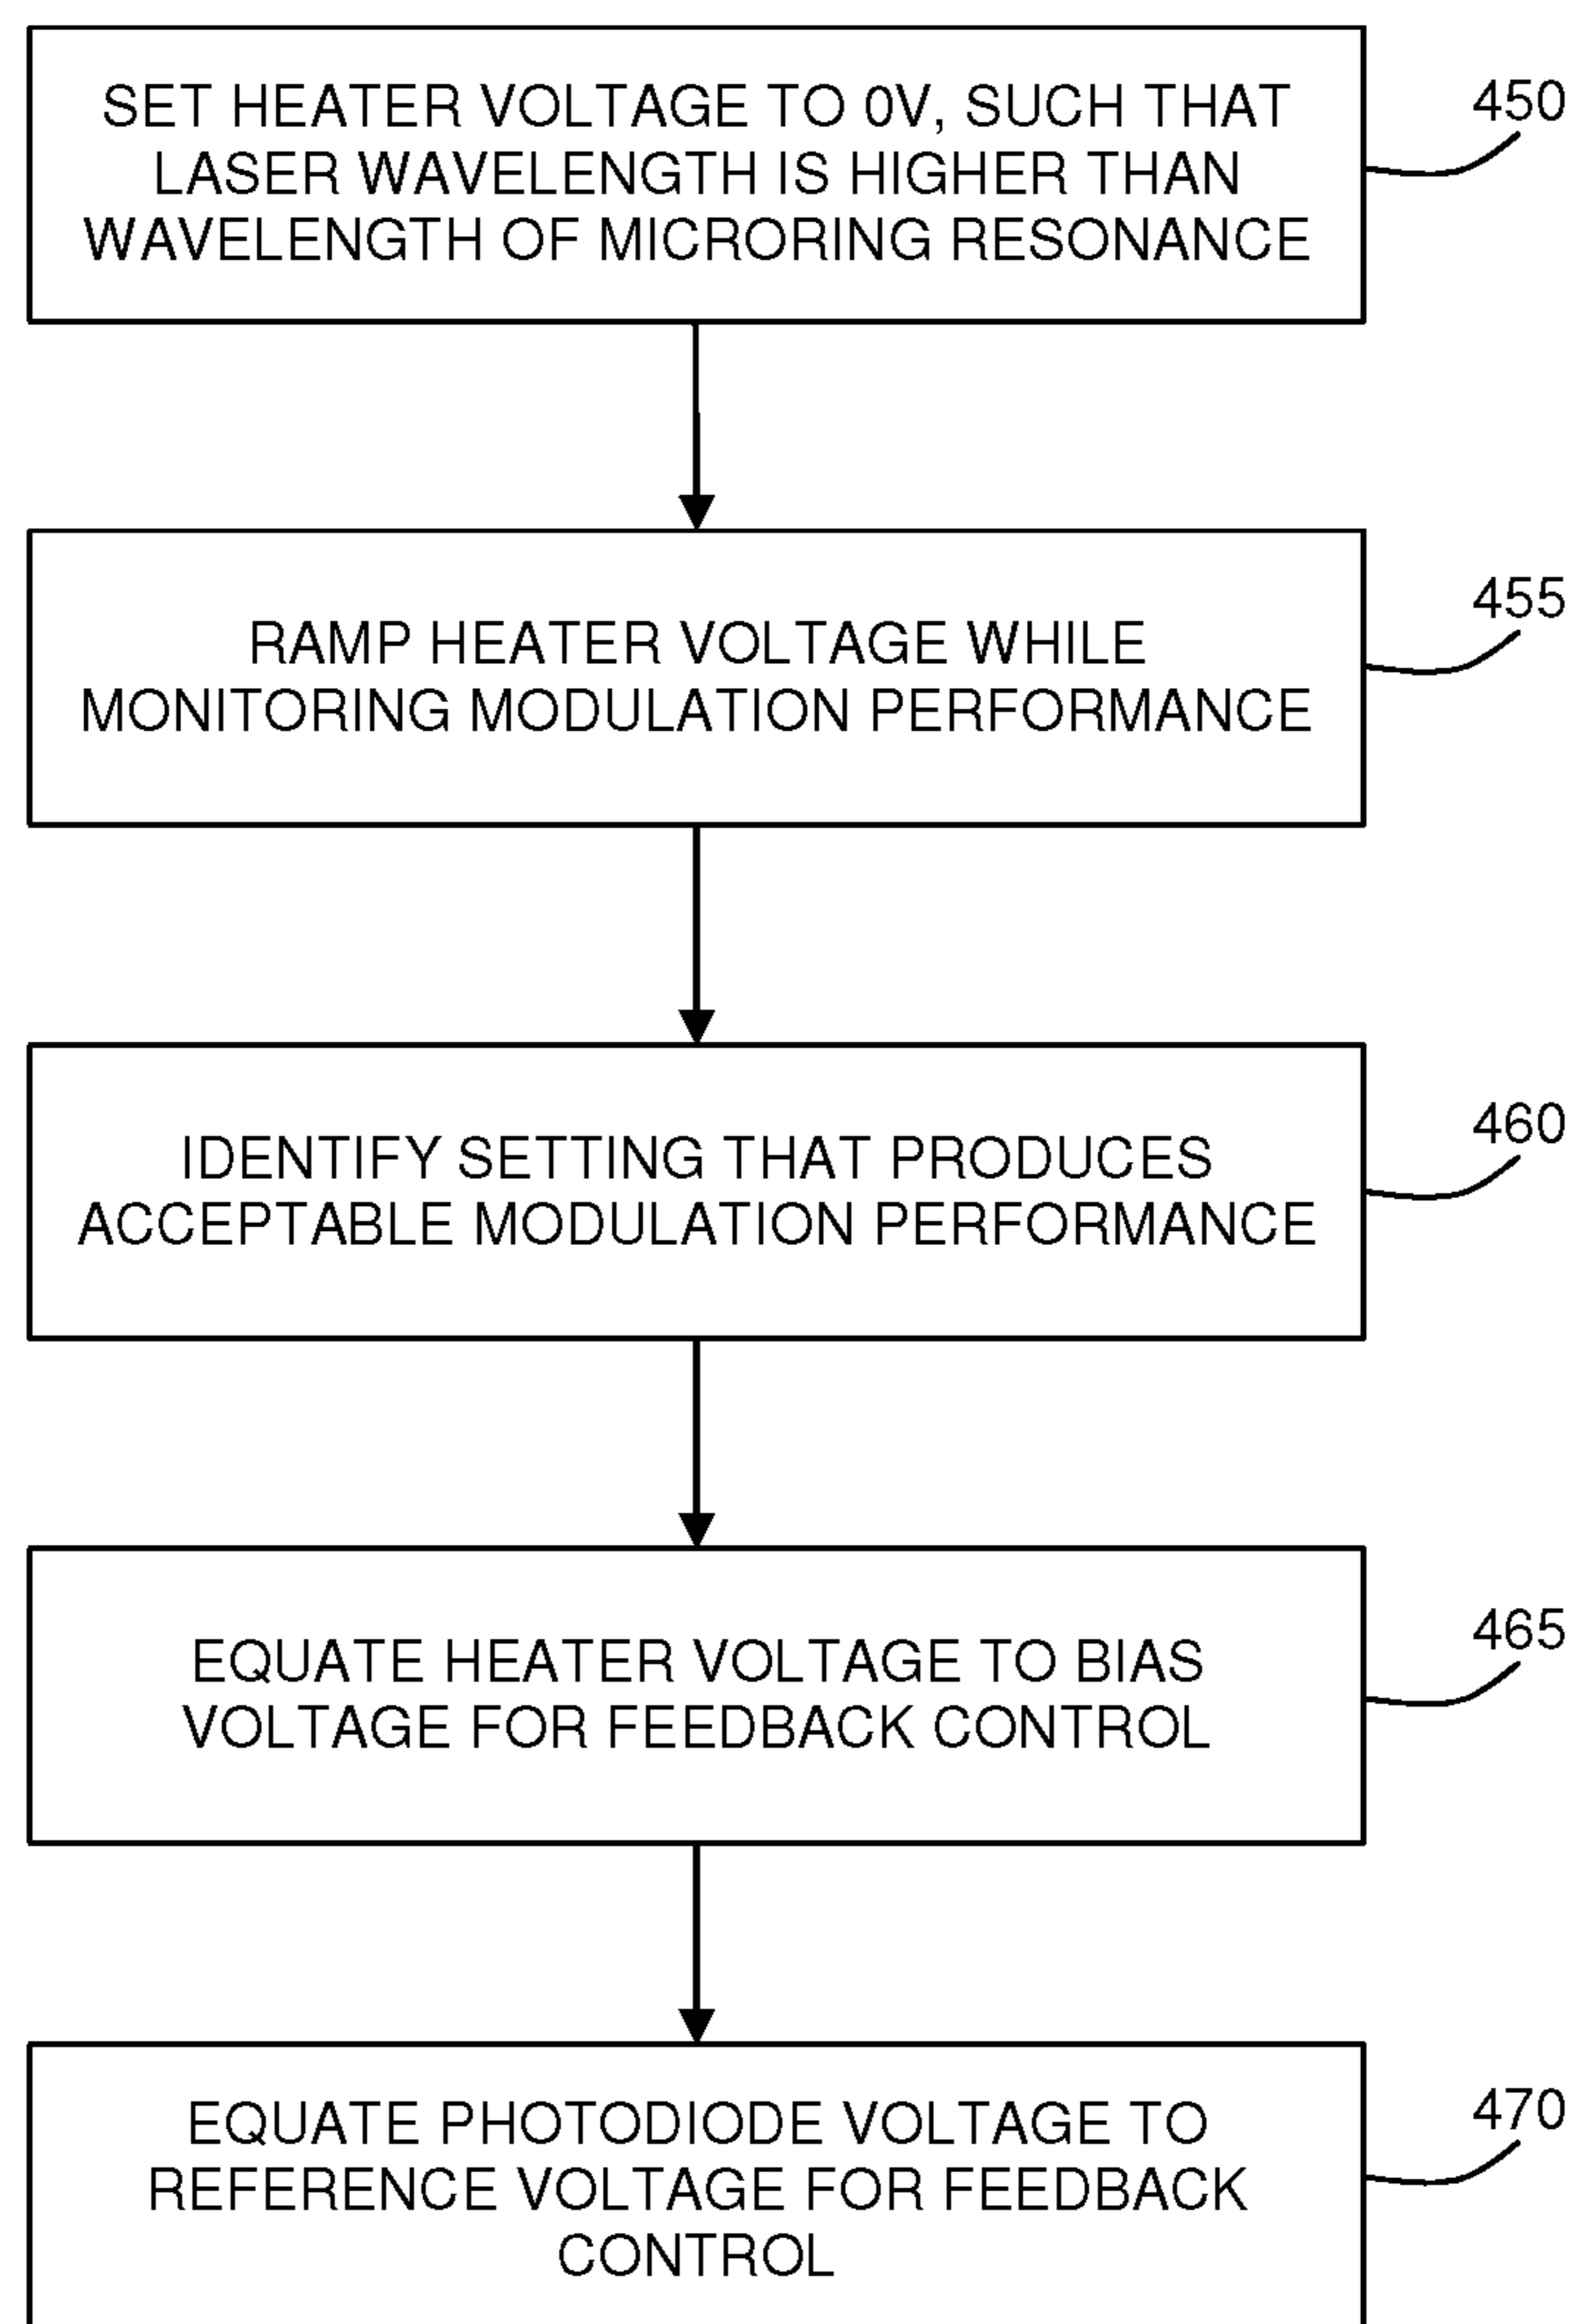 SET HEATER VOLTAGE TO 0V, SUCH THAT
LASER WAVELENGTH IS HIGHER THAN
WAVELENGTH OF MICRORING RESONANCE
450
RAMP HEATER VOLTAGE WHILE
MONITORING MODULATION PERFORMANCE
455
IDENTIFY SETTING THAT PRODUCES
ACCEPTABLE MODULATION PERFORMANCE
460
EQUATE HEATER VOLTAGE TO BIAS
VOLTAGE FOR FEEDBACK CONTROL
465
EQUATE PHOTODIODE VOLTAGE TO
REFERENCE VOLTAGE FOR FEEDBACK
CONTROL
470